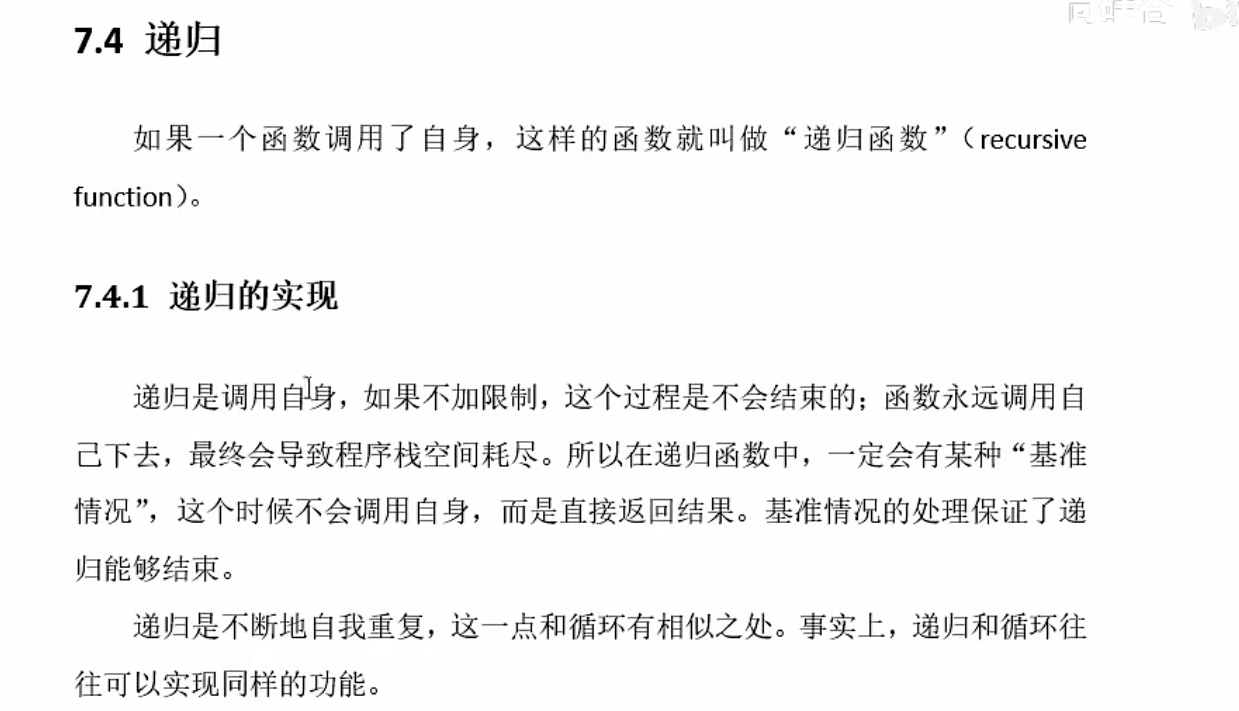 7.4 递归
如果一个函数调用了自身，这样的函数就叫做“递归函数”（recursive
function）。
7.4.1 递归的实现
递归是调用自身，如果不加限制，这个过程是不会结束的；函数永远调用自
己下去，最终会导致程序栈空间耗尽。所以在递归函数中，一定会有某种“基准
情况”，这个时候不会调用自身，而是直接返回结果。基准情况的处理保证了递
归能够结束。
递归是不断地自我重复，这一点和循环有相似之处。事实上，递归和循环往
往可以实现同样的功能。